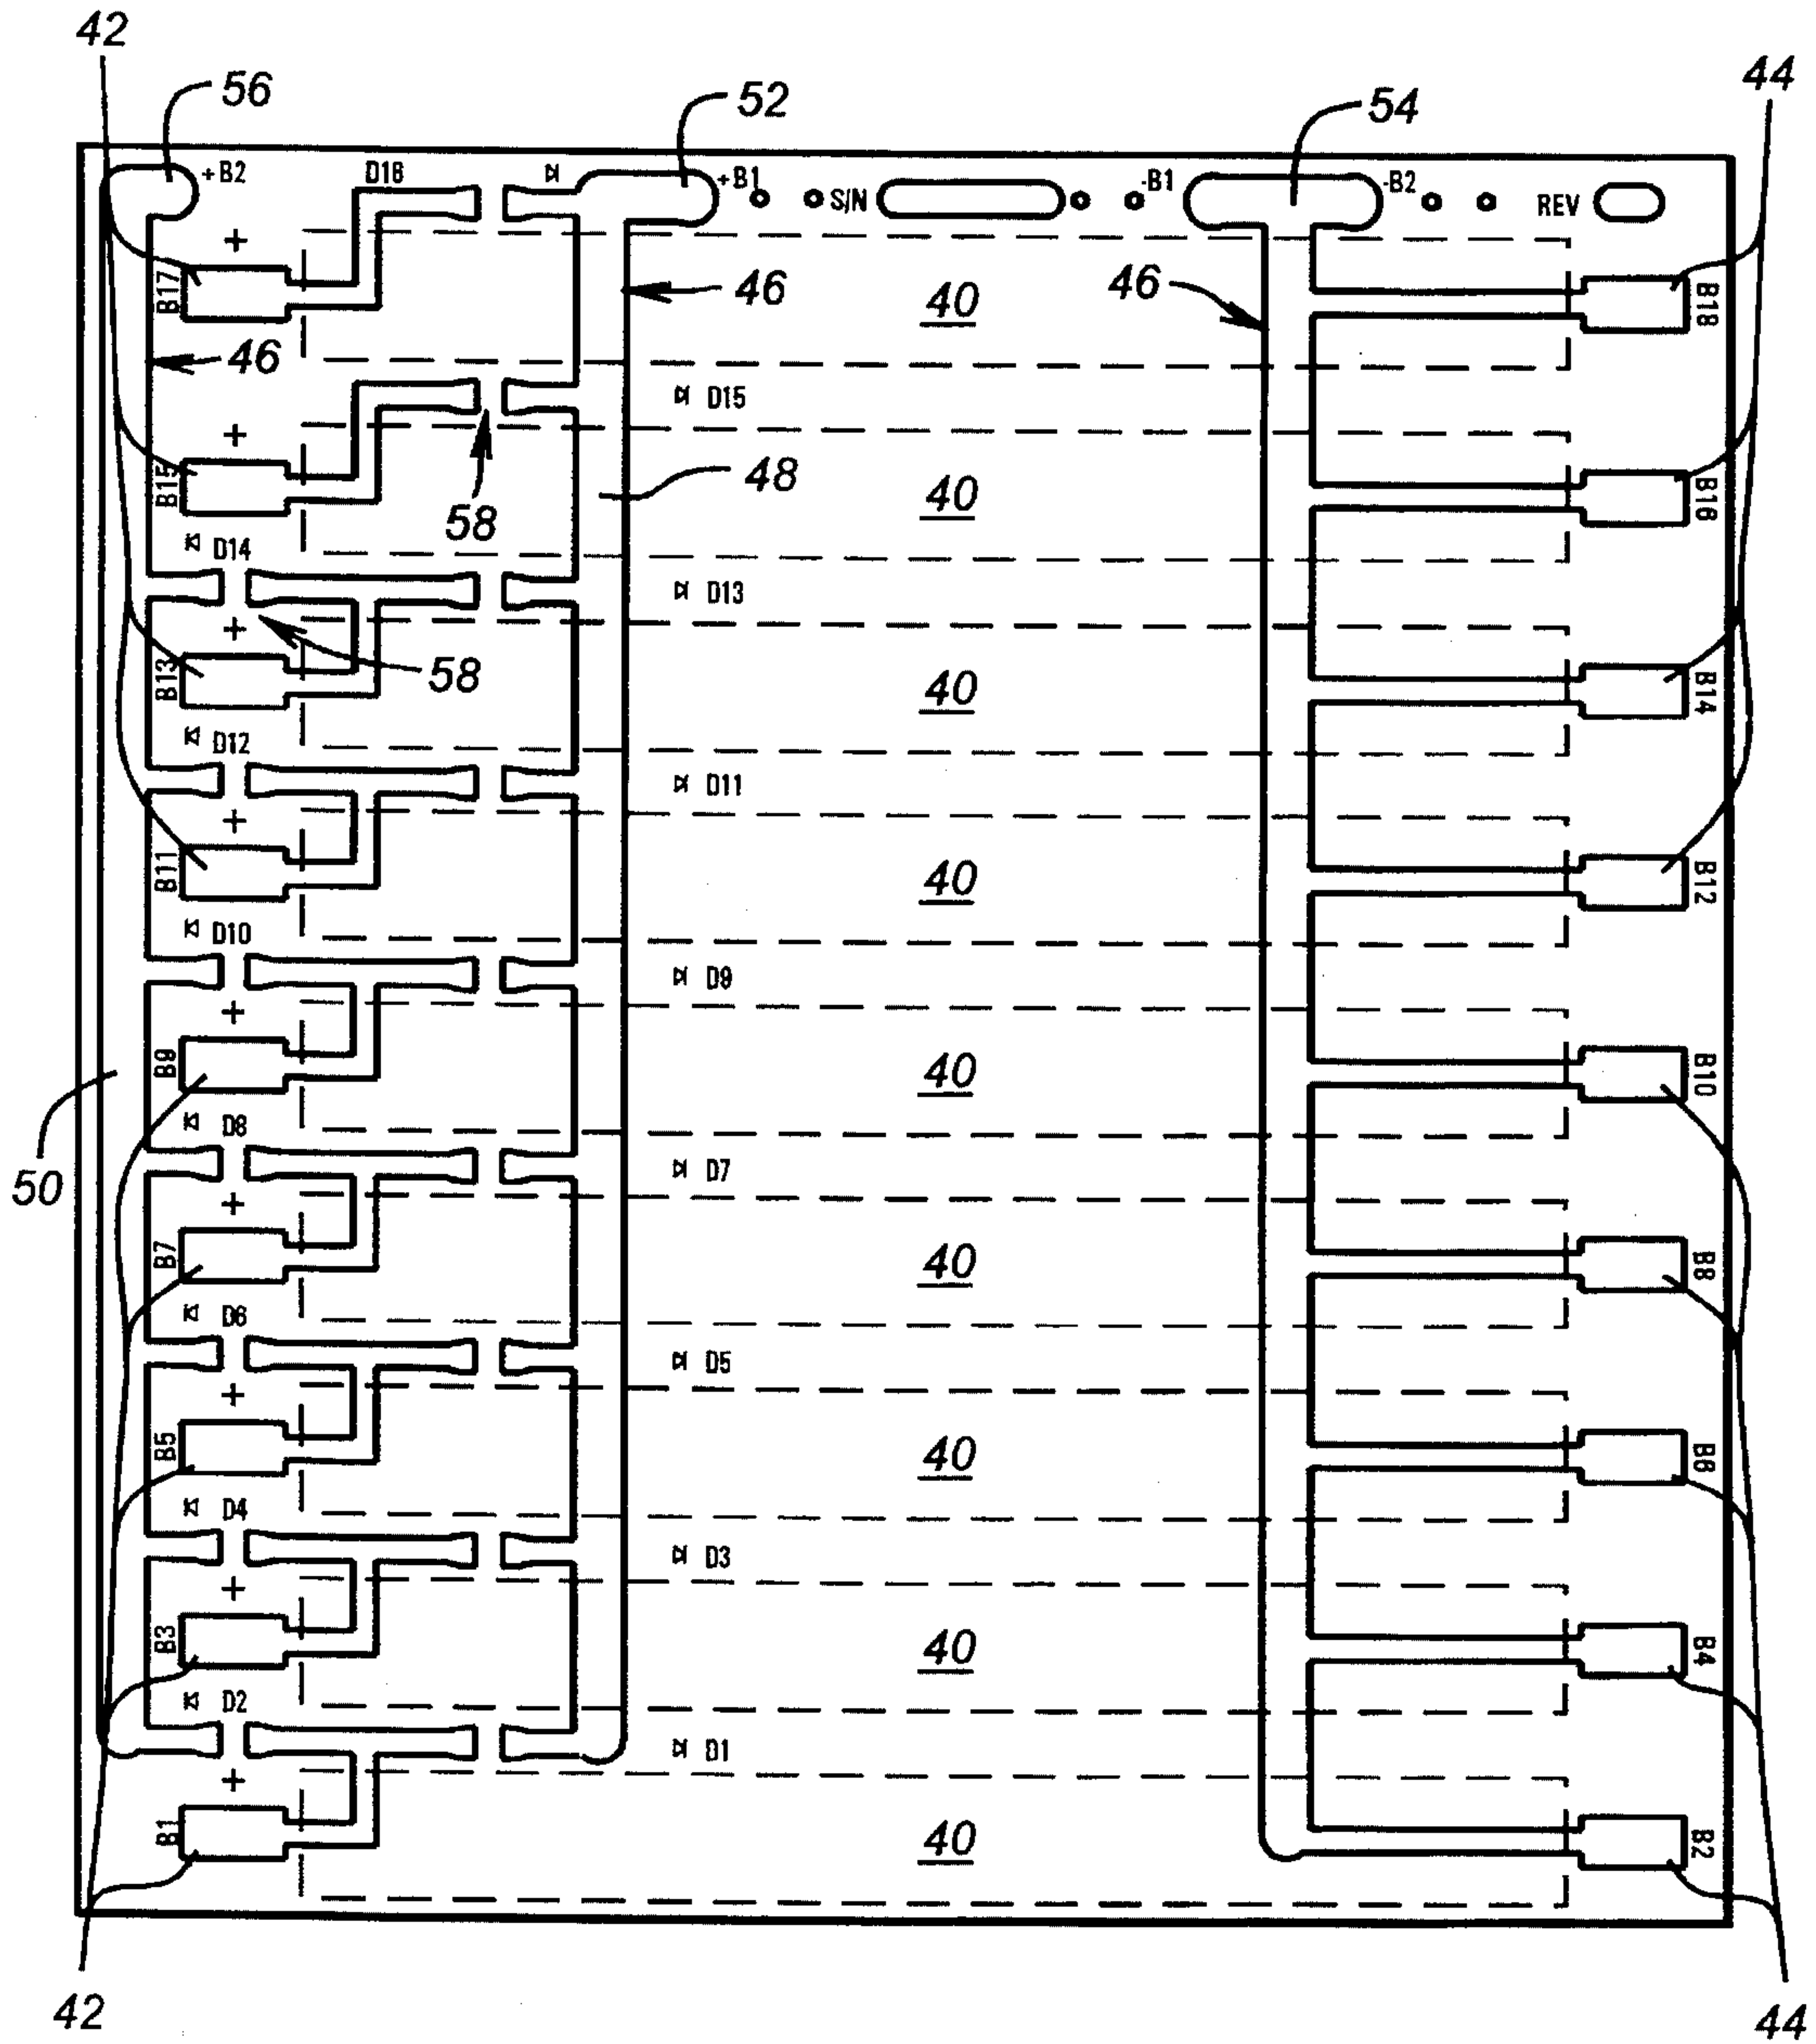 42
56
52
54
44
+B2
D16
+B1
S/N
-B1
-B2
REV
+
B17
46
40
46
46
B18
D15
+
B15
48
40
B16
58
D14
D13
+
B13
58
40
B14
D12
D11
+
B11
40
B12
D10
D9
+
B9
50
40
B10
D8
D7
+
B7
40
B8
D6
D5
+
B5
40
B6
D4
D3
+
B3
40
B4
D2
D1
+
B1
40
B2
42
44